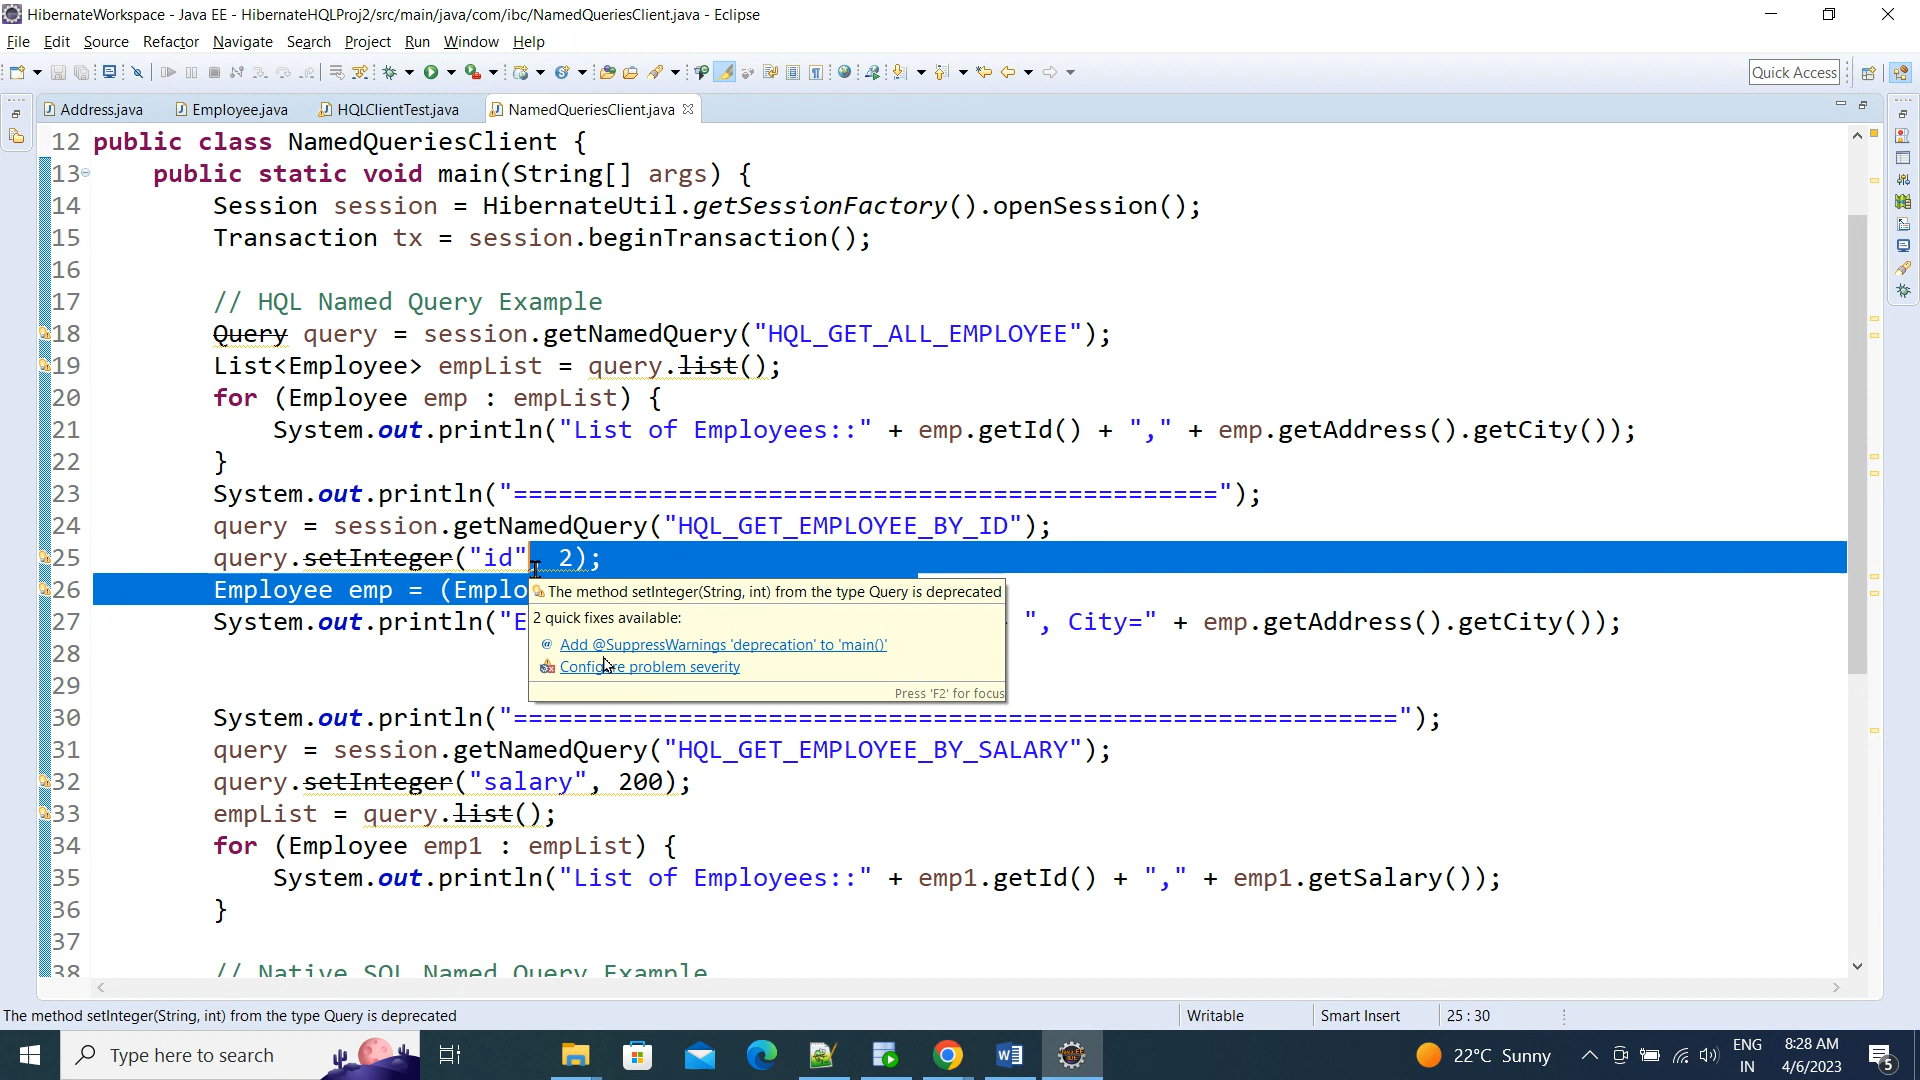 HibernateWorkspace - Java EE - HibernateHQLProj2/src/main/java/com/ibc/NamedQueriesClient.java - Eclipse
File Edit Source Refactor Navigate Search Project Run Window Help
Quick Access
Address.java Employee.java HQLClientTest.java NamedQueriesClient.java
12 public class NamedQueriesClient {
13 public static void main(String[] args) {
14 Session session = HibernateUtil.getSessionFactory().openSession();
15 Transaction tx = session.beginTransaction();
16
17 // HQL Named Query Example
18 Query query = session.getNamedQuery("HQL_GET_ALL_EMPLOYEE");
19 List<Employee> empList = query.list();
20 for (Employee emp : empList) {
21 System.out.println("List of Employees::" + emp.getId() + "," + emp.getAddress().getCity());
22 }
23 System.out.println("===============================================");
24 query = session.getNamedQuery("HQL_GET_EMPLOYEE_BY_ID");
25 query.setInteger("id", 2);
26 Employee emp = (Emplo
The method setInteger(String, int) from the type Query is deprecated
2 quick fixes available:
27 System.out.println("E ", City=" + emp.getAddress().getCity());
@ Add @SuppressWarnings 'deprecation' to 'main()'
28
Configure problem severity
29
Press 'F2' for focus
30 System.out.println("===========================================================");
31 query = session.getNamedQuery("HQL_GET_EMPLOYEE_BY_SALARY");
32 query.setInteger("salary", 200);
33 empList = query.list();
34 for (Employee emp1 : empList) {
35 System.out.println("List of Employees::" + emp1.getId() + "," + emp1.getSalary());
36 }
37
38 // Native SQL Named Query Example
The method setInteger(String, int) from the type Query is deprecated Writable Smart Insert 25 : 30
Type here to search 22°C Sunny ENG IN 8:28 AM 4/6/2023 5